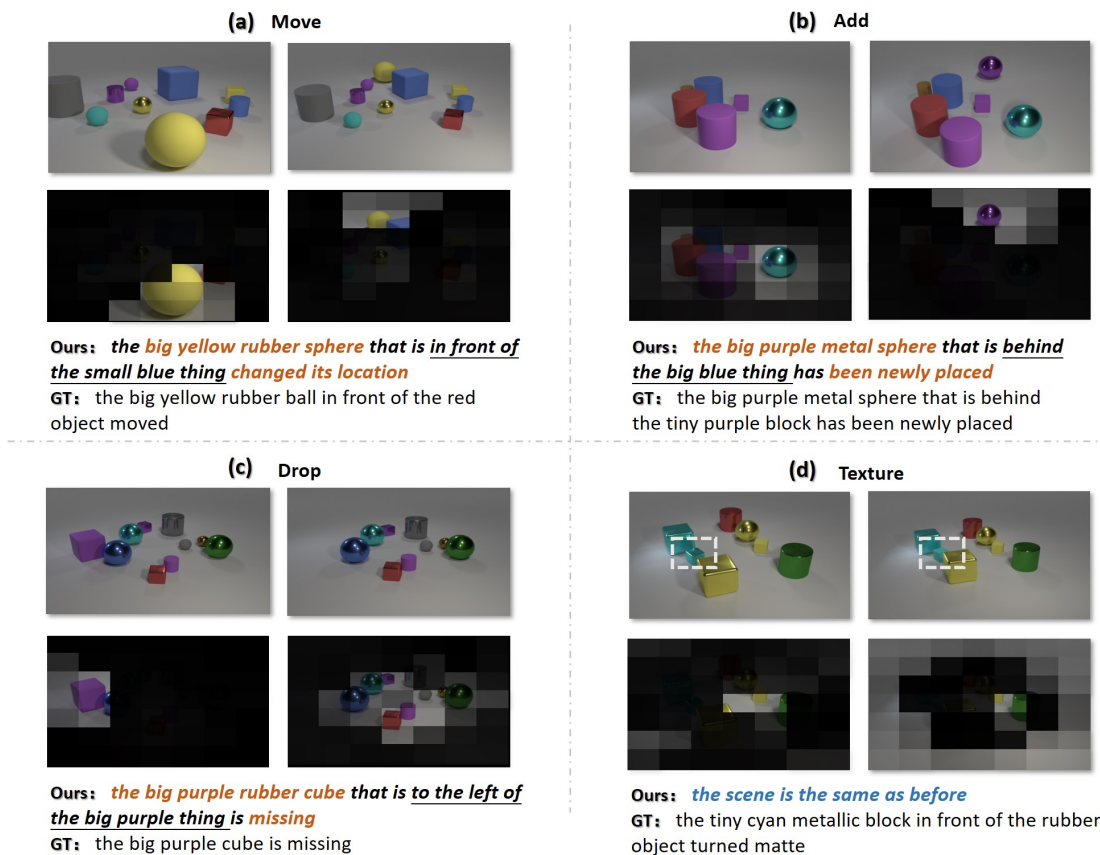 (a) Move
(b) Add
Ours: the big yellow rubber sphere that is in front of
the small blue thing changed its location
GT: the big yellow rubber ball in front of the red
object moved
Ours: the big purple metal sphere that is behind
the big blue thing has been newly placed
GT: the big purple metal sphere that is behind
the tiny purple block has been newly placed
(c) Drop
(d) Texture
Ours: the big purple rubber cube that is to the left of
the big purple thing is missing
GT: the big purple cube is missing
Ours: the scene is the same as before
GT: the tiny cyan metallic block in front of the rubber
object turned matte